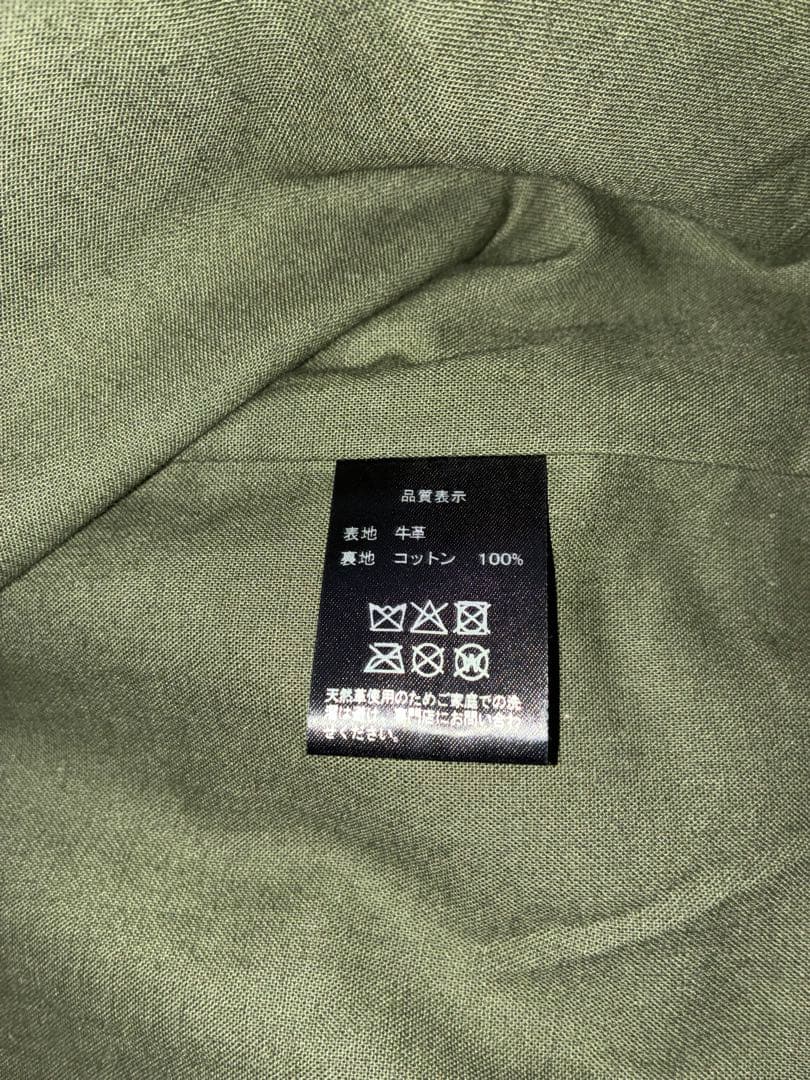 品質表示
表地 牛革
裏地 コットン 100%
W
天然革使用のためご家庭での洗
濯は避け、専門店にお問い合わ
せください。